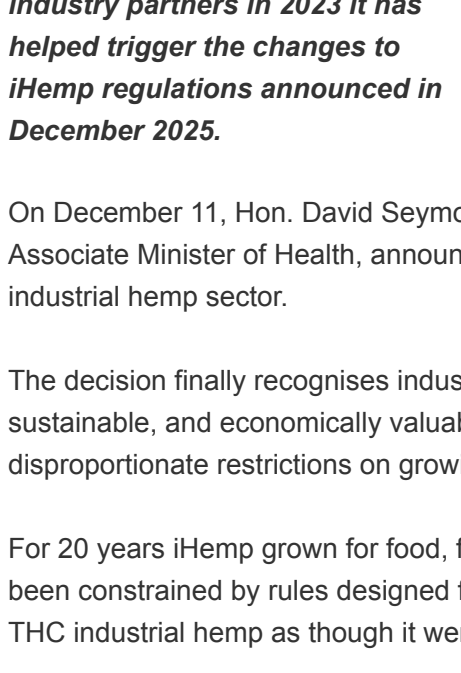 industry partners in 2023 it has
helped trigger the changes to
iHemp regulations announced in
December 2025.
On December 11, Hon. David
Associate Minister of Health,
industrial hemp sector.
The decision finally recognises
sustainable, and economically
disproportionate restrictions on
For 20 years iHemp grown for food,
been constrained by rules designed
THC industrial hemp as though it